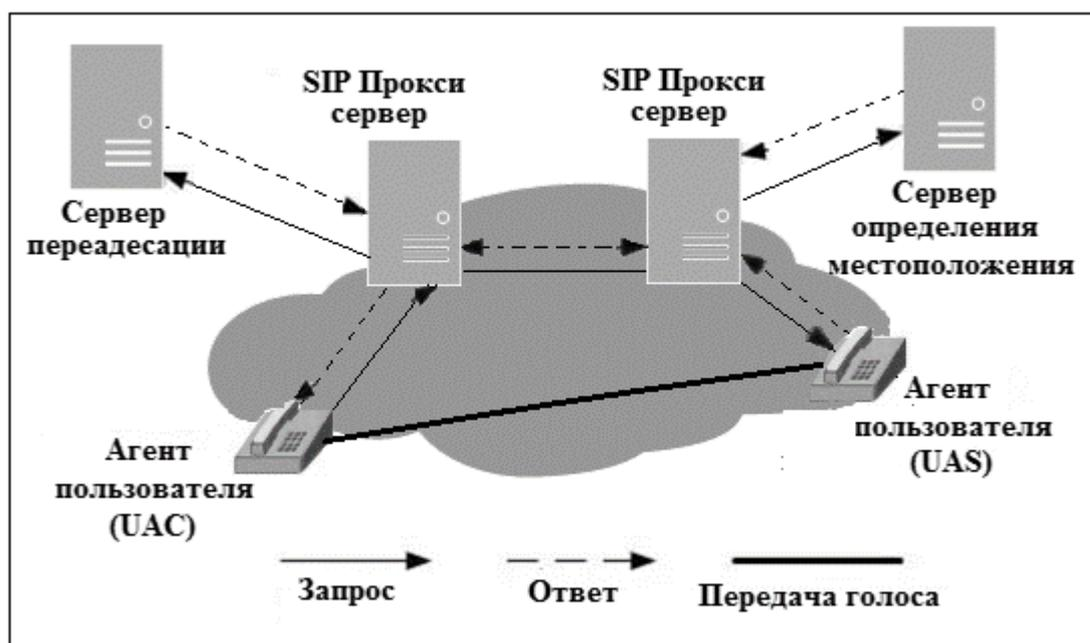 SIP Прокси
сервер
SIP Прокси
сервер
Сервер
переадесации
Сервер
определения
местоположения
Агент
пользователя
(UAC)
Агент
пользователя
(UAS)
Запрос
Ответ
Передача голоса